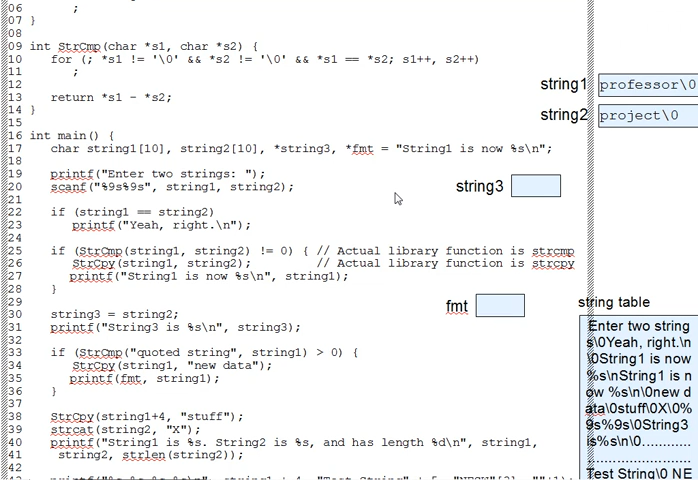 06       ;
07 }
08
09 int StrCmp(char *s1, char *s2) {
10    for (; *s1 != '\0' && *s2 != '\0' && *s1 == *s2; s1++, s2++)
11       ;
12
13    return *s1 - *s2;
14 }
15
16 int main() {
17    char string1[10], string2[10], *string3, *fmt = "String1 is now %s\n";
18
19    printf("Enter two strings: ");
20    scanf("%9s%9s", string1, string2);
21
22    if (string1 == string2)
23       printf("Yeah, right.\n");
24
25    if (StrCmp(string1, string2) != 0) { // Actual library function is strcmp
26       StrCpy(string1, string2);         // Actual library function is strcpy
27       printf("String1 is now %s\n", string1);
28    }
29
30    string3 = string2;
31    printf("String3 is %s\n", string3);
32
33    if (StrCmp("quoted string", string1) > 0) {
34       StrCpy(string1, "new data");
35       printf(fmt, string1);
36    }
37
38    StrCpy(string1+4, "stuff");
39    strcat(string2, "X");
40    printf("String1 is %s. String2 is %s, and has length %d\n", string1,
41     string2, strlen(string2));
42
string1 professor\0
string2 project\0
string3
fmt
string table
Enter two string
s\0Yeah, right.\n
\0String1 is now
%s\nString1 is n
ow %s\n\0new d
ata\0stuff\0X\0%
9s%9s\0String3
is%s\n\0............
......................
Test String\0 NE